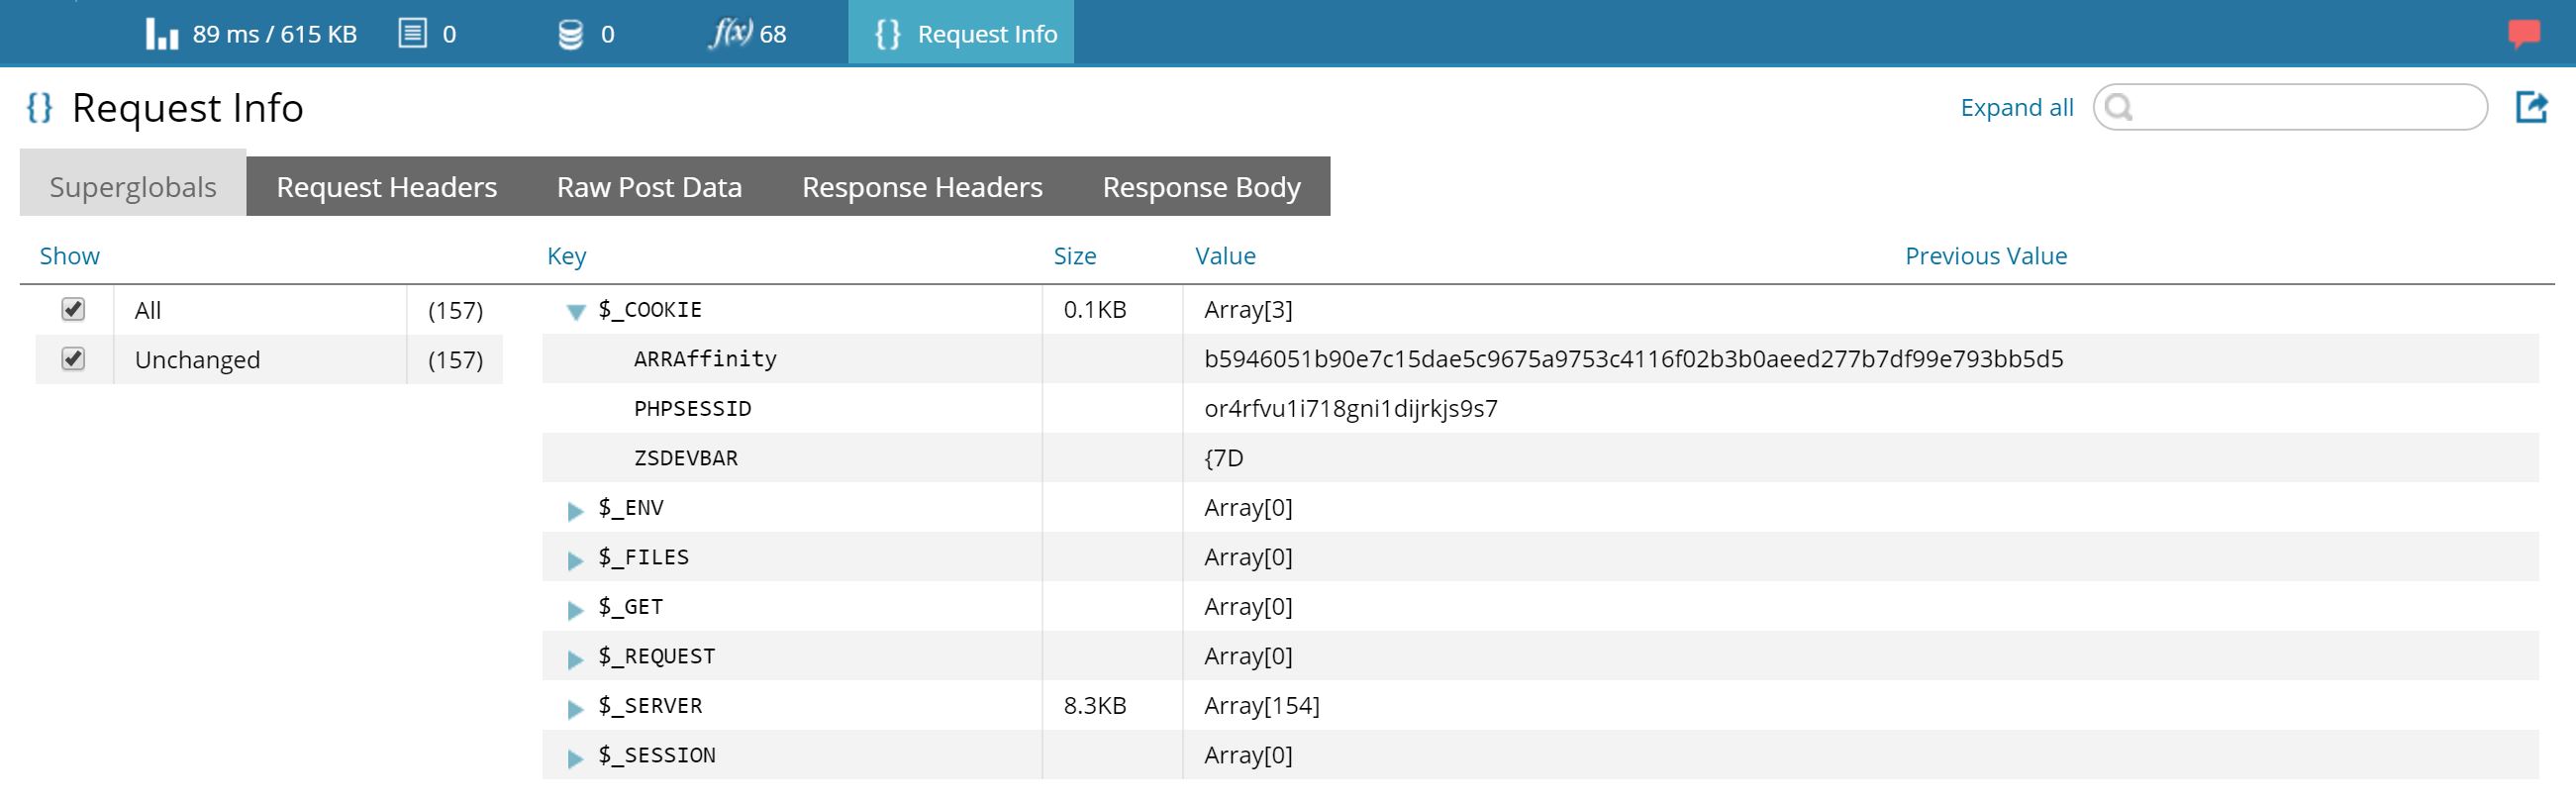 89 ms / 615 KB 0 0 f(x) 68 {} Request Info
{} Request Info Expand all
Superglobals Request Headers Raw Post Data Response Headers Response Body
Show Key Size Value Previous Value
All (157) $_COOKIE 0.1KB Array[3]
Unchanged (157) ARRAffinity b5946051b90e7c15dae5c9675a9753c4116f02b3b0aeed277b7df99e793bb5d5
PHPSESSID or4rfvu1i718gni1dijrkjs9s7
ZSDEVBAR {7D
$_ENV Array[0]
$_FILES Array[0]
$_GET Array[0]
$_REQUEST Array[0]
$_SERVER 8.3KB Array[154]
$_SESSION Array[0]